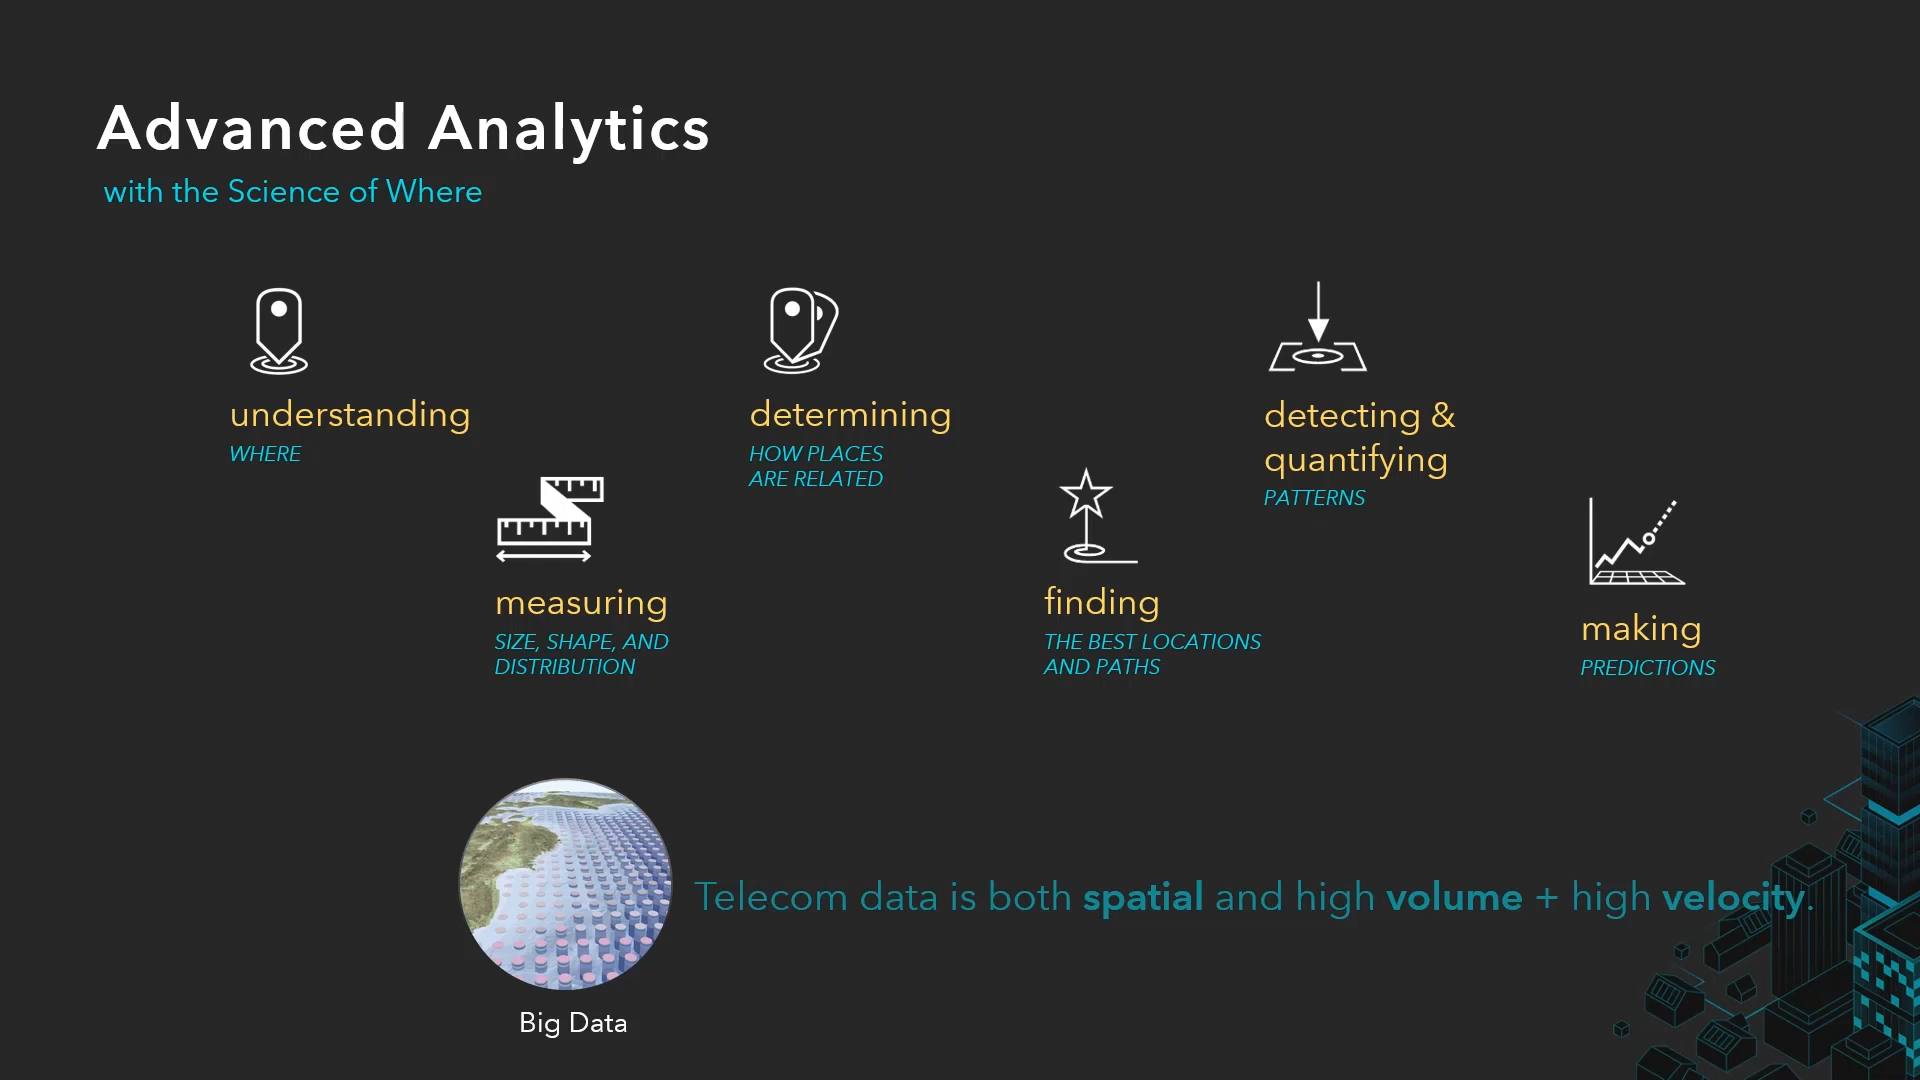 Advanced Analytics
with the Science of Where
understanding
WHERE
measuring
SIZE, SHAPE, AND
DISTRIBUTION
determining
HOW PLACES
ARE RELATED
finding
THE BEST LOCATIONS
AND PATHS
detecting &
quantifying
PATTERNS
making
PREDICTIONS
Telecom data is both spatial and high volume + high velocity.
Big Data